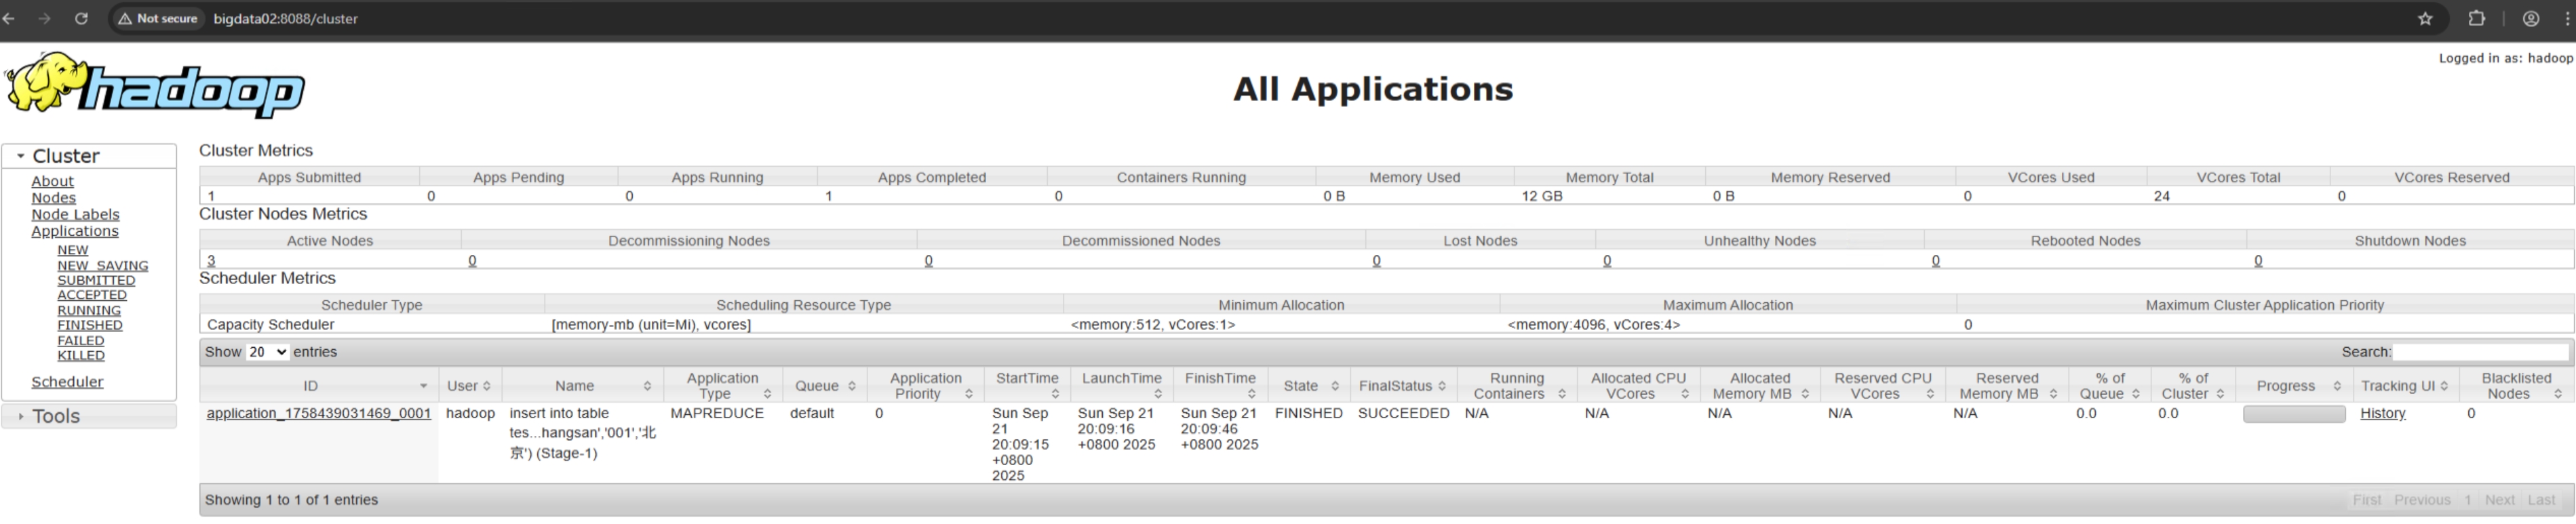 Not secure bigdata02:8088/cluster
Logged in as: hadoop
hadoop
All Applications
Cluster
About
Nodes
Node Labels
Applications
NEW
NEW_SAVING
SUBMITTED
ACCEPTED
RUNNING
FINISHED
FAILED
KILLED
Scheduler
Tools
Cluster Metrics
Apps Submitted Apps Pending Apps Running Apps Completed Containers Running Memory Used Memory Total Memory Reserved VCores Used VCores Total VCores Reserved
1 0 0 1 0 0 B 12 GB 0 B 0 24 0
Cluster Nodes Metrics
Active Nodes Decommissioning Nodes Decommissioned Nodes Lost Nodes Unhealthy Nodes Rebooted Nodes Shutdown Nodes
3 0 0 0 0 0 0
Scheduler Metrics
Scheduler Type Scheduling Resource Type Minimum Allocation Maximum Allocation Maximum Cluster Application Priority
Capacity Scheduler [memory-mb (unit=Mi), vcores] <memory:512, vCores:1> <memory:4096, vCores:4> 0
Show 20 entries Search:
ID User Name Application Type Queue Application Priority StartTime LaunchTime FinishTime State FinalStatus Running Containers Allocated CPU VCores Allocated Memory MB Reserved CPU VCores Reserved Memory MB % of Queue % of Cluster Progress Tracking UI Blacklisted Nodes
application_1758439031469_0001 hadoop insert into table tes...hangsan','001','北京') (Stage-1) MAPREDUCE default 0 Sun Sep 21 20:09:15 +0800 2025 Sun Sep 21 20:09:16 +0800 2025 Sun Sep 21 20:09:46 +0800 2025 FINISHED SUCCEEDED N/A N/A N/A N/A N/A 0.0 0.0 History 0
Showing 1 to 1 of 1 entries First Previous 1 Next Last